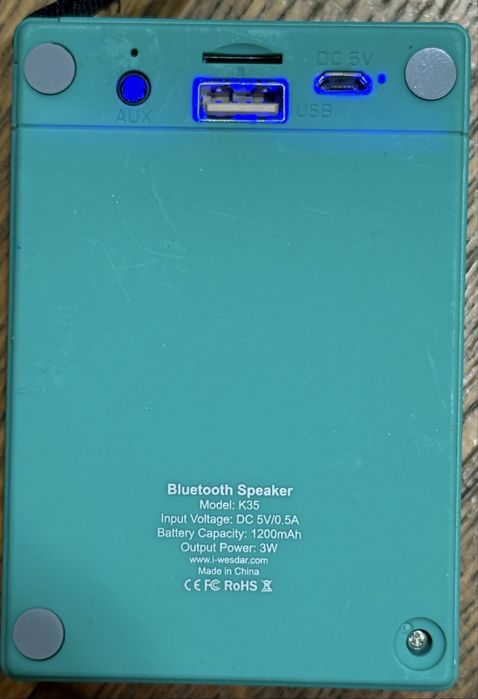 DC 5V
AUX
USB
Bluetooth Speaker
Model: K35
Input Voltage: DC 5V/0.5A
Battery Capacity: 1200mAh
Output Power: 3W
www.i-wesdar.com
Made in China
CE FC RoHS